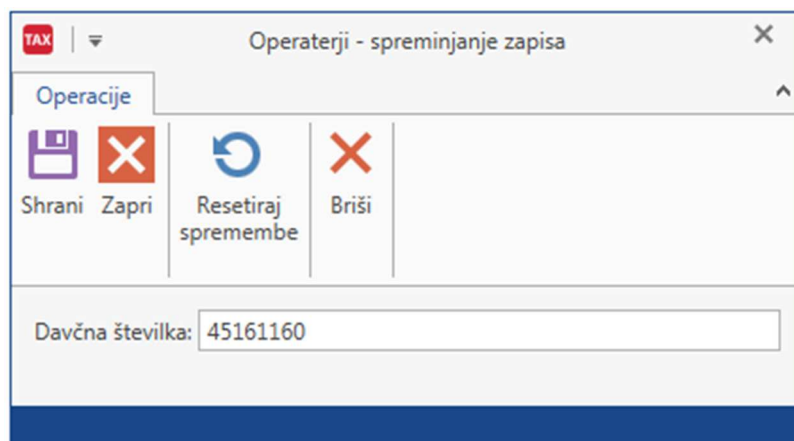 TAX
Operaterji - spreminjanje zapisa
Operacije
Shrani Zapri Resetiraj spremembe Briši
Davčna številka: 45161160